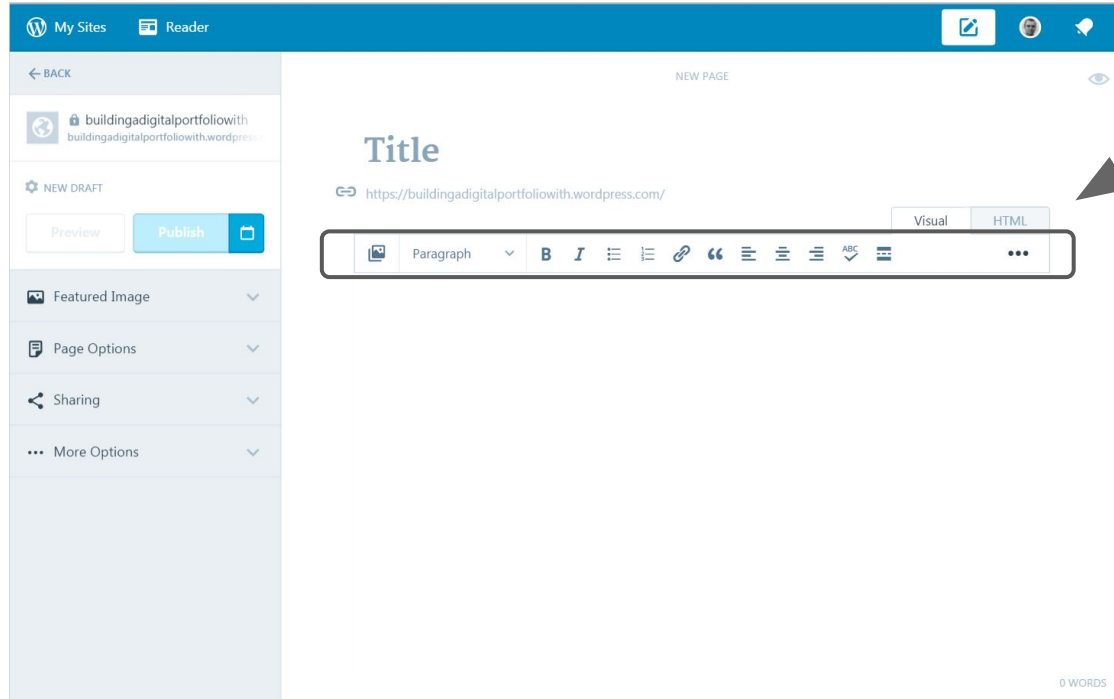 My Sites
Reader
BACK
NEW PAGE
buildingadigitalportfoliowith
buildingadigitalportfoliowith.wordpress
Title
NEW DRAFT
https://buildingadigitalportfoliowith.wordpress.com/
Preview
Publish
Visual
HTML
Paragraph
B
I
ABC
Featured Image
Page Options
Sharing
More Options
0 WORDS